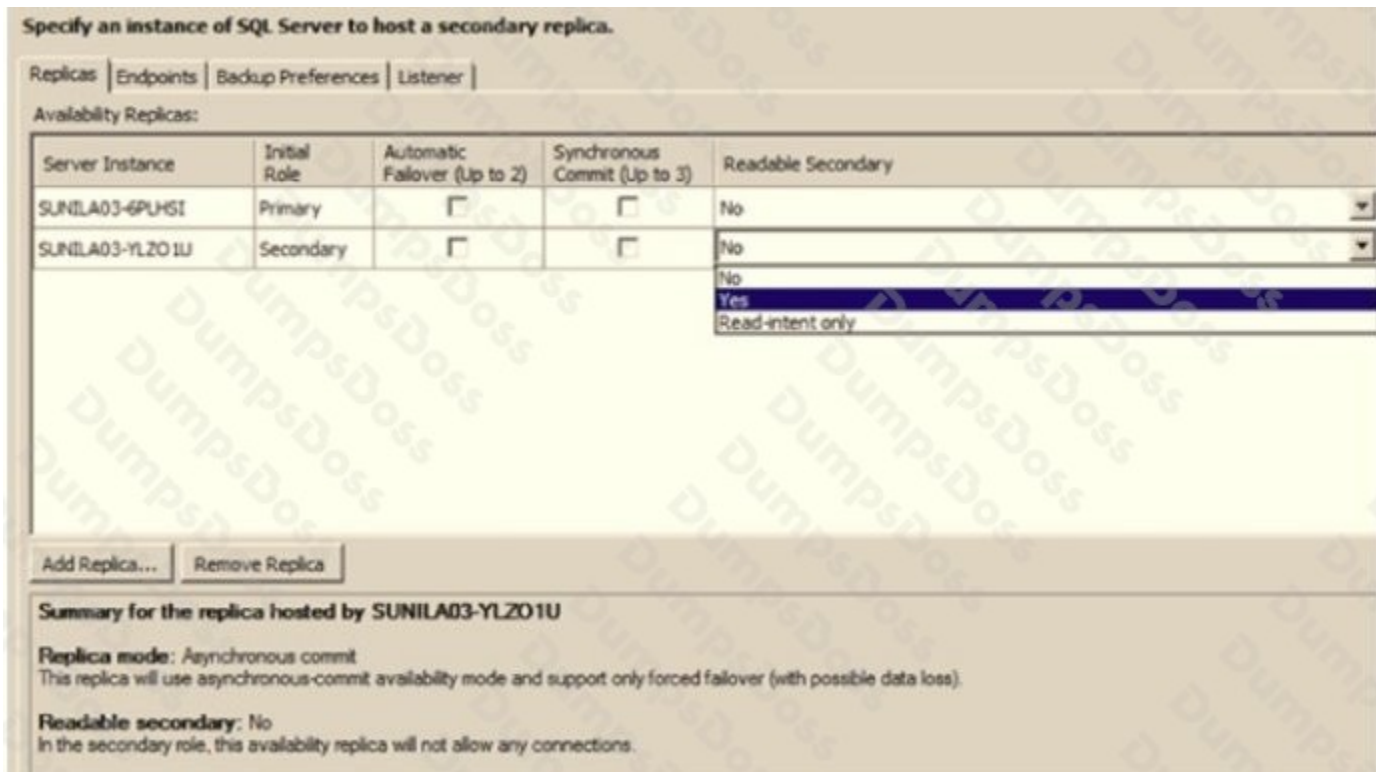 Specify an instance of SQL Server to host a secondary replica.
Replicas Endpoints Backup Preferences Listener
Availability Replicas:
Server Instance Initial Role Automatic Failover (Up to 2) Synchronous Commit (Up to 3) Readable Secondary
SUNILA03-6PLHSI Primary No
SUNILA03-YLZO1U Secondary No
No
Yes
Read-intent only
Add Replica... Remove Replica
Summary for the replica hosted by SUNILA03-YLZO1U
Replica mode: Asynchronous commit
This replica will use asynchronous-commit availability mode and support only forced failover (with possible data loss).
Readable secondary: No
In the secondary role, this availability replica will not allow any connections.
DumpsDoss